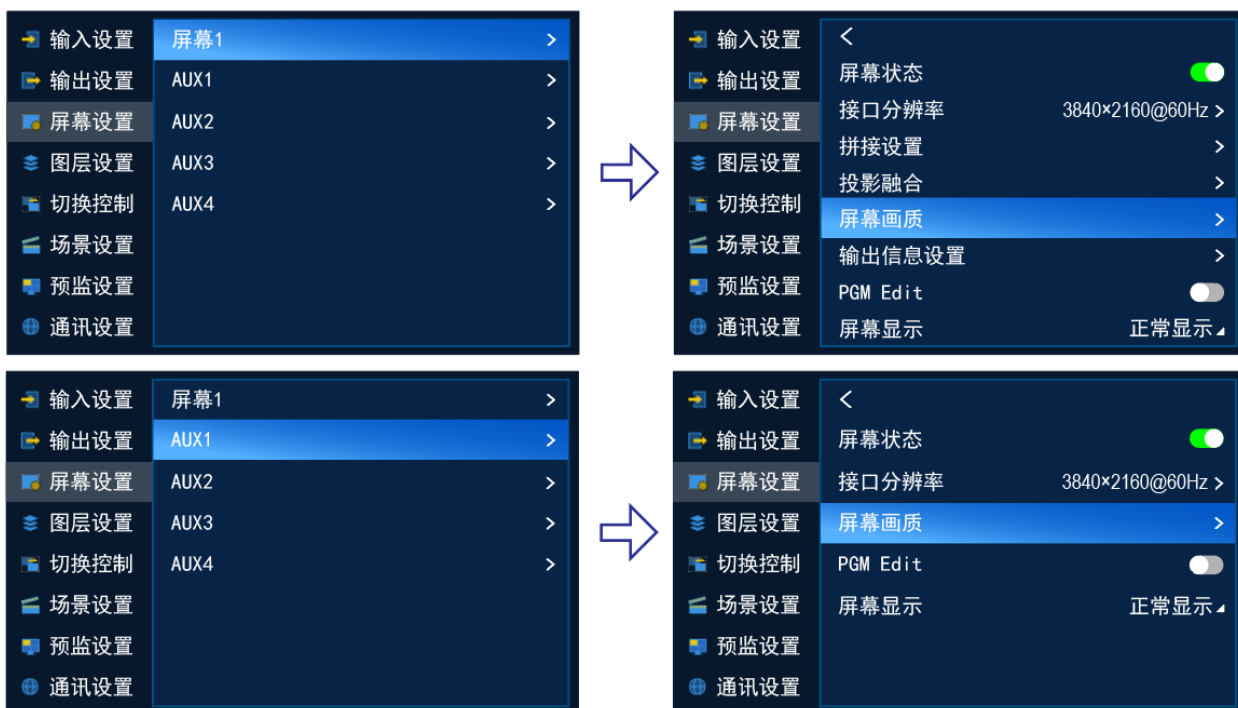 输入设置
输出设置
屏幕设置
图层设置
切换控制
场景设置
预监设置
通讯设置
屏幕1 >
AUX1 >
AUX2 >
AUX3 >
AUX4 >
输入设置
输出设置
屏幕设置
图层设置
切换控制
场景设置
预监设置
通讯设置
<
屏幕状态
接口分辨率 3840×2160@60Hz >
拼接设置 >
投影融合 >
屏幕画质 >
输出信息设置 >
PGM Edit
屏幕显示 正常显示
输入设置
输出设置
屏幕设置
图层设置
切换控制
场景设置
预监设置
通讯设置
屏幕1 >
AUX1 >
AUX2 >
AUX3 >
AUX4 >
输入设置
输出设置
屏幕设置
图层设置
切换控制
场景设置
预监设置
通讯设置
<
屏幕状态
接口分辨率 3840×2160@60Hz >
屏幕画质 >
PGM Edit
屏幕显示 正常显示